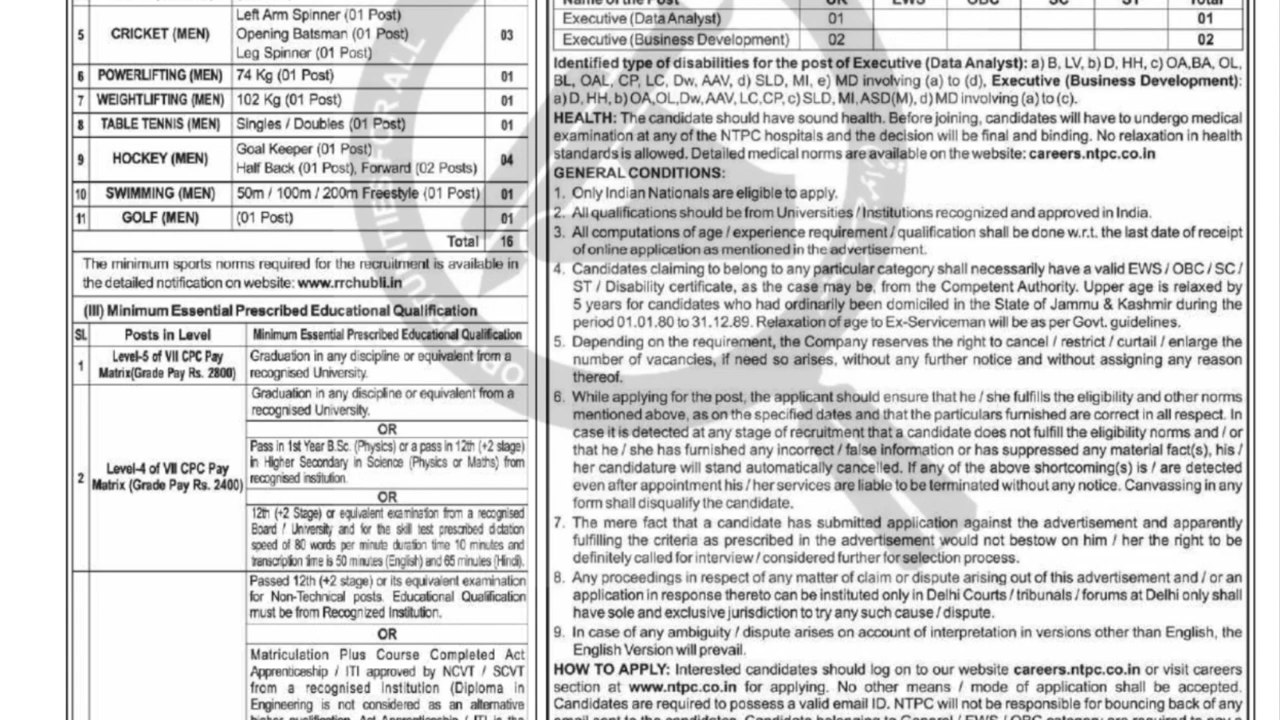 5 CRICKET (MEN) Left Arm Spinner (01 Post) 03
Opening Batsman (01 Post)
Leg Spinner (01 Post)
6 POWERLIFTING (MEN) 74 Kg (01 Post) 01
7 WEIGHTLIFTING (MEN) 102 Kg (01 Post) 01
8 TABLE TENNIS (MEN) Singles / Doubles (01 Post) 01
9 HOCKEY (MEN) Goal Keeper (01 Post) 04
Half Back (01 Post), Forward (02 Posts)
10 SWIMMING (MEN) 50m / 100m / 200m Freestyle (01 Post) 01
11 GOLF (MEN) (01 Post) 01
Total 16
The minimum sports norms required for the recruitment is available in
the detailed notification on website: www.rrchubli.in
(III) Minimum Essential Prescribed Educational Qualification
Sl. Posts in Level Minimum Essential Prescribed Educational Qualification
1 Level-5 of VII CPC Pay
Matrix(Grade Pay Rs. 2800)
Graduation in any discipline or equivalent from a
recognised University.
2 Level-4 of VII CPC Pay
Matrix (Grade Pay Rs. 2400)
Graduation in any discipline or equivalent from a
recognised University.
OR
Pass in 1st Year B.Sc. (Physics) or a pass in 12th (+2 stage)
in Higher Secondary in Science (Physics or Maths) from
recognised institution.
OR
12th (+2 Stage) or equivalent examination from a recognised
Board / University and for the skill test prescribed dictation
speed of 80 words per minute duration time 10 minutes and
transcription time is 50 minutes (English) and 65 minutes (Hindi).
Passed 12th (+2 stage) or its equivalent examination
for Non-Technical posts. Educational Qualification
must be from Recognized Institution.
OR
Matriculation Plus Course Completed Act
Apprenticeship / ITI approved by NCVT / SCVT
from a recognised Institution (Diploma in
Engineering is not considered as an alternative
Name of the Post UR EWS OBC SC ST Total
Executive (Data Analyst) 01 01
Executive (Business Development) 02 02
Identified type of disabilities for the post of Executive (Data Analyst): a) B, LV, b) D, HH, c) OA,BA, OL,
BL, OAL, CP, LC, Dw, AAV, d) SLD, MI, e) MD involving (a) to (d), Executive (Business Development):
a) D, HH, b) OA,OL,Dw, AAV, LC,CP, c) SLD, MI, ASD(M), d) MD involving (a) to (c).
HEALTH: The candidate should have sound health. Before joining, candidates will have to undergo medical
examination at any of the NTPC hospitals and the decision will be final and binding. No relaxation in health
standards is allowed. Detailed medical norms are available on the website: careers.ntpc.co.in
GENERAL CONDITIONS:
1. Only Indian Nationals are eligible to apply.
2. All qualifications should be from Universities / Institutions recognized and approved in India.
3. All computations of age / experience requirement / qualification shall be done w.r.t. the last date of receipt
of online application as mentioned in the advertisement.
4. Candidates claiming to belong to any particular category shall necessarily have a valid EWS / OBC / SC /
ST / Disability certificate, as the case may be, from the Competent Authority. Upper age is relaxed by
5 years for candidates who had ordinarily been domiciled in the State of Jammu & Kashmir during the
period 01.01.80 to 31.12.89. Relaxation of age to Ex-Serviceman will be as per Govt. guidelines.
5. Depending on the requirement, the Company reserves the right to cancel / restrict / curtail / enlarge the
number of vacancies, if need so arises, without any further notice and without assigning any reason
thereof.
6. While applying for the post, the applicant should ensure that he / she fulfills the eligibility and other norms
mentioned above, as on the specified dates and that the particulars furnished are correct in all respect. In
case it is detected at any stage of recruitment that a candidate does not fulfill the eligibility norms and / or
that he / she has furnished any incorrect / false information or has suppressed any material fact(s), his /
her candidature will stand automatically cancelled. If any of the above shortcoming(s) is / are detected
even after appointment his / her services are liable to be terminated without any notice. Canvassing in any
form shall disqualify the candidate.
7. The mere fact that a candidate has submitted application against the advertisement and apparently
fulfilling the criteria as prescribed in the advertisement would not bestow on him / her the right to be
definitely called for interview / considered further for selection process.
8. Any proceedings in respect of any matter of claim or dispute arising out of this advertisement and / or an
application in response thereto can be instituted only in Delhi Courts / tribunals / forums at Delhi only shall
have sole and exclusive jurisdiction to try any such cause / dispute.
9. In case of any ambiguity / dispute arises on account of interpretation in versions other than English, the
English Version will prevail.
HOW TO APPLY: Interested candidates should log on to our website careers.ntpc.co.in or visit careers
section at www.ntpc.co.in for applying. No other means / mode of application shall be accepted.
Candidates are required to possess a valid email ID. NTPC will not be responsible for bouncing back of any